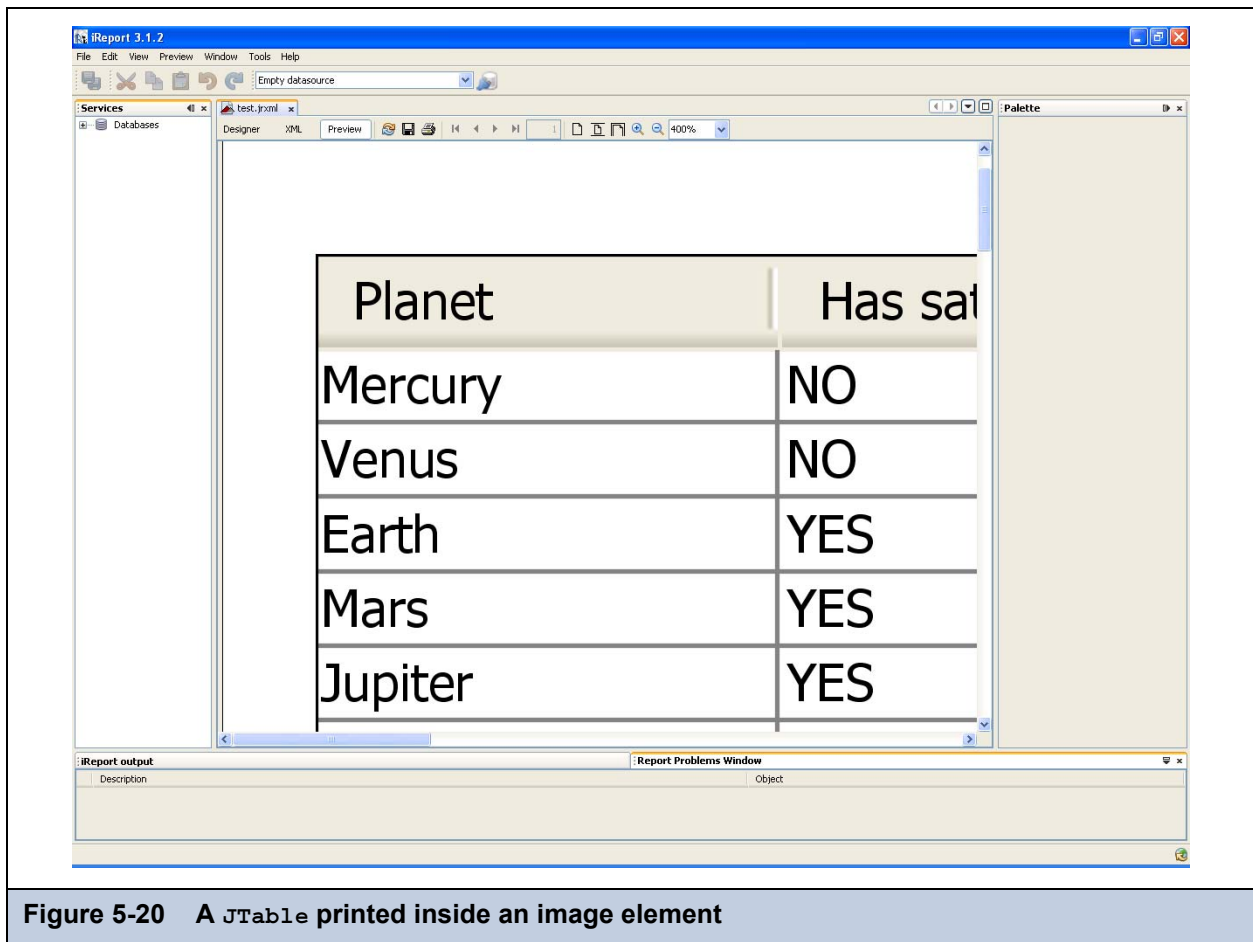 iReport 3.1.2
File Edit View Preview Window Tools Help
Empty datasource
Services
test.jrxml
Palette
Databases
Designer XML Preview 1 400%
Planet Has sat
Mercury NO
Venus NO
Earth YES
Mars YES
Jupiter YES
iReport output Report Problems Window
Description Object
Figure 5-20 A JTable printed inside an image element